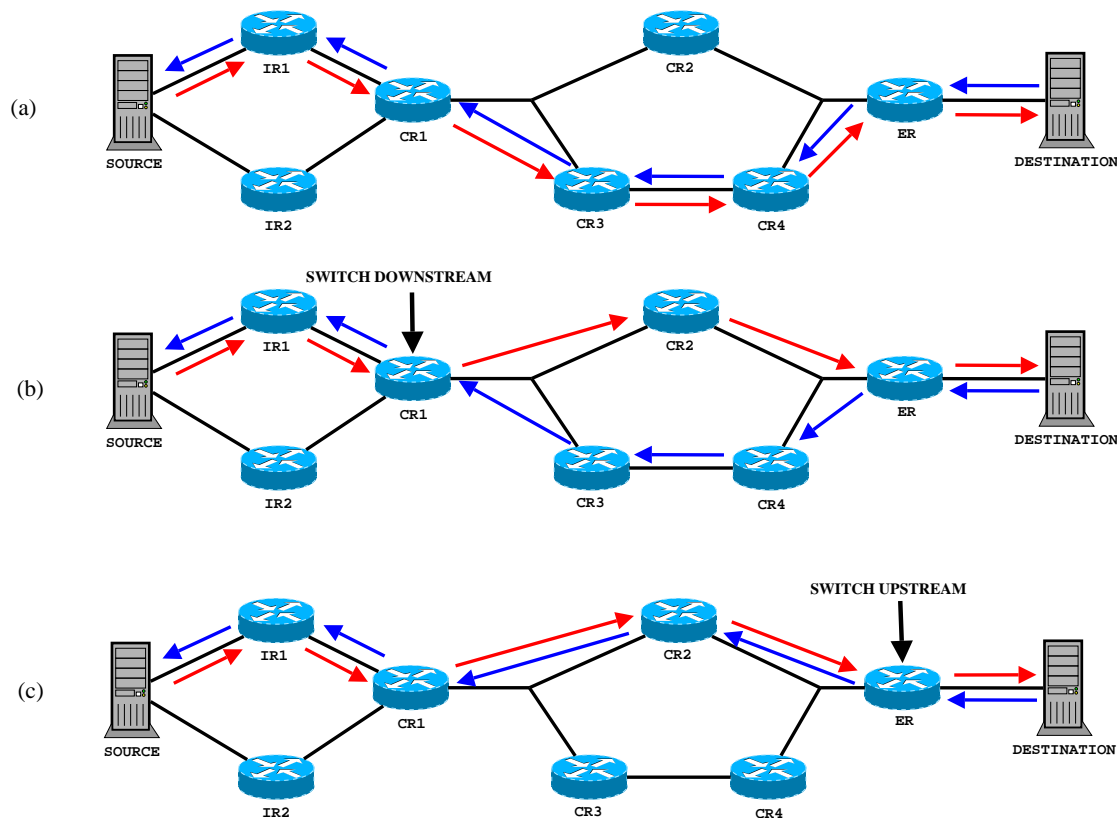 (a)
IR1
CR2
CR1
ER
SOURCE
DESTINATION
IR2
CR3
CR4
(b)
SWITCH DOWNSTREAM
IR1
CR2
CR1
ER
SOURCE
DESTINATION
IR2
CR3
CR4
(c)
SWITCH UPSTREAM
IR1
CR2
CR1
ER
SOURCE
DESTINATION
IR2
CR3
CR4